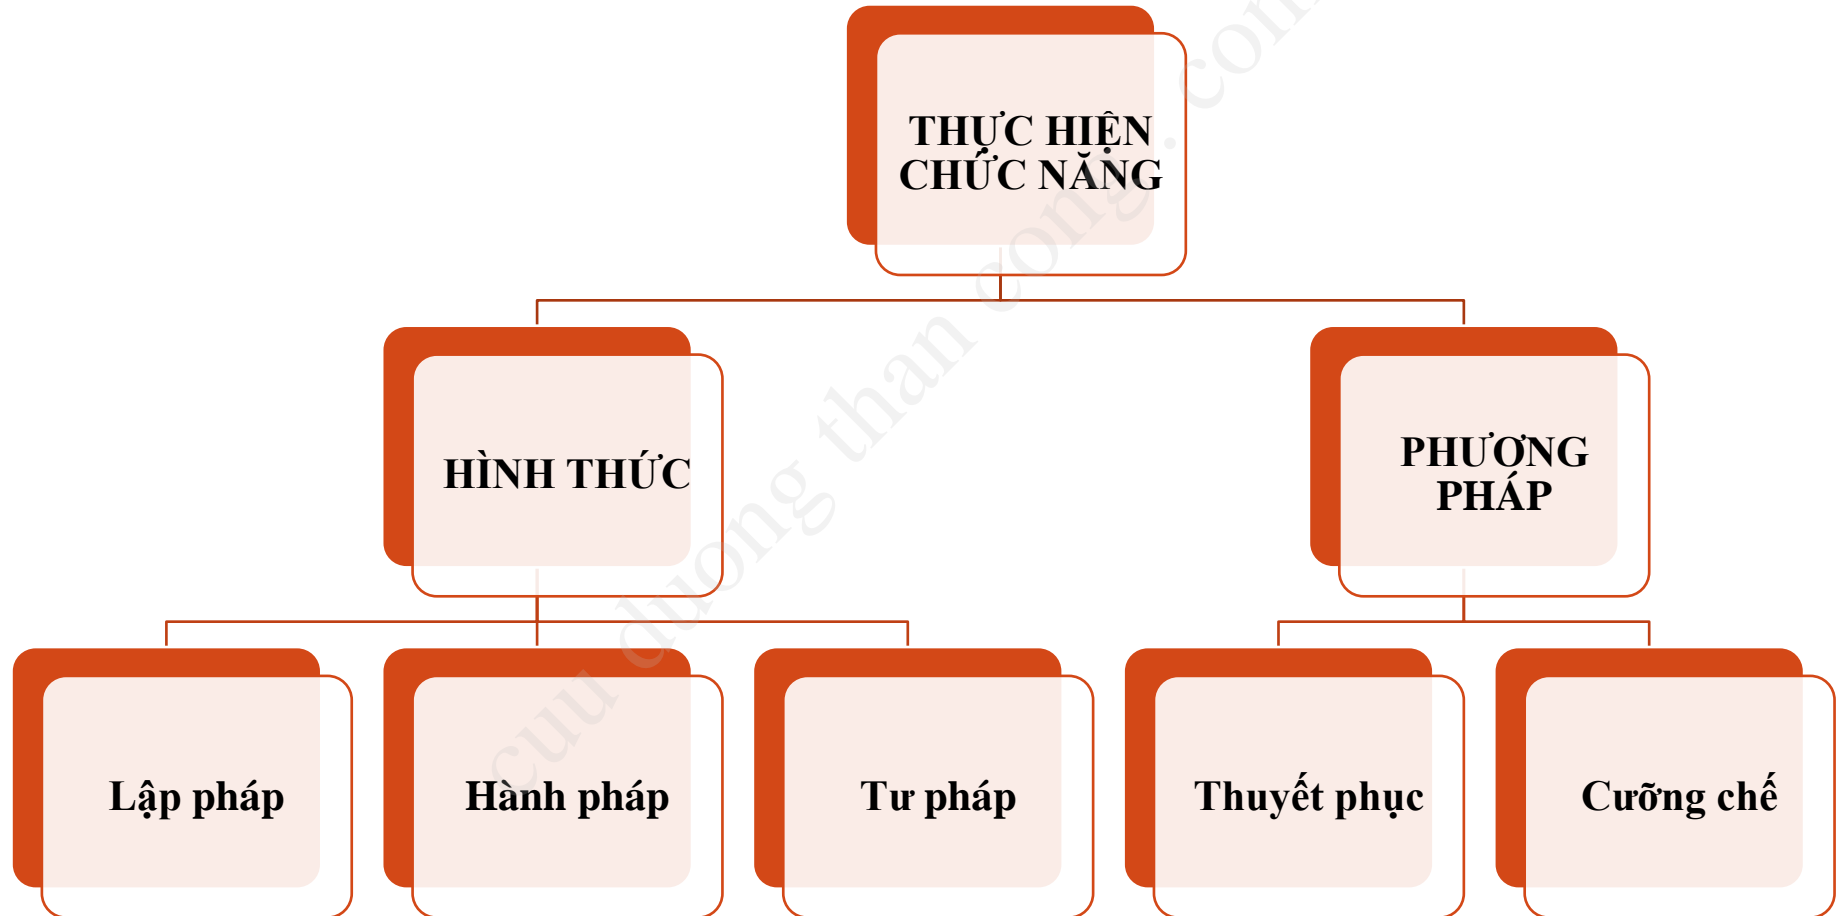 THỰC HIỆN
CHỨC NĂNG
HÌNH THỨC
PHƯƠNG
PHÁP
Lập pháp
Hành pháp
Tư pháp
Thuyết phục
Cưỡng chế
cuu duong than cong . com